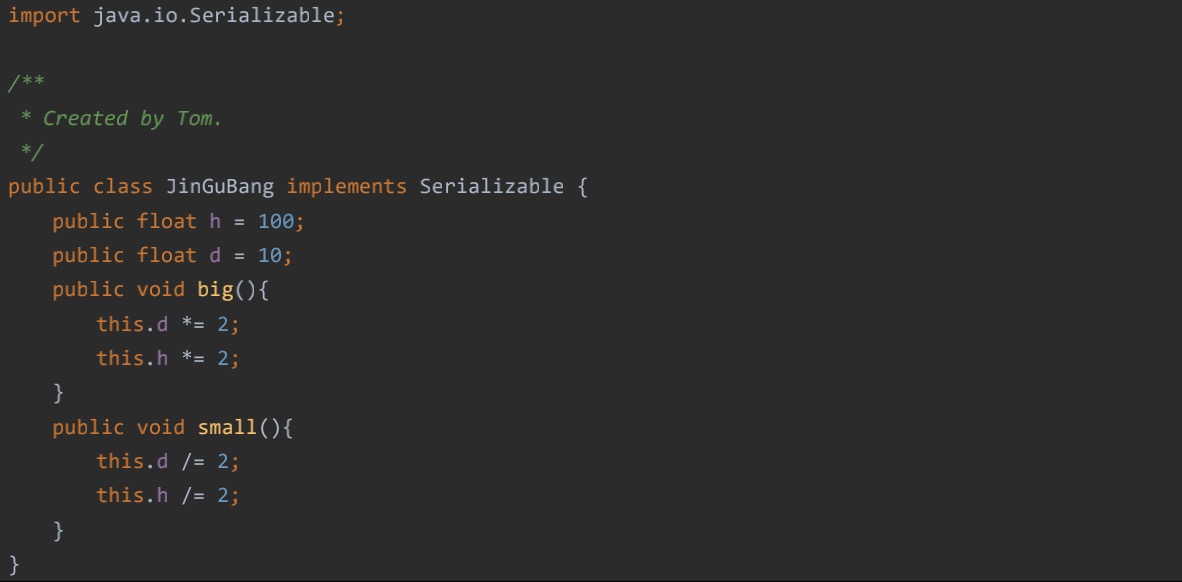 import java.io.Serializable;
/**
 * Created by Tom.
 */
public class JinGuBang implements Serializable {
    public float h = 100;
    public float d = 10;
    public void big(){
        this.d *= 2;
        this.h *= 2;
    }
    public void small(){
        this.d /= 2;
        this.h /= 2;
    }
}